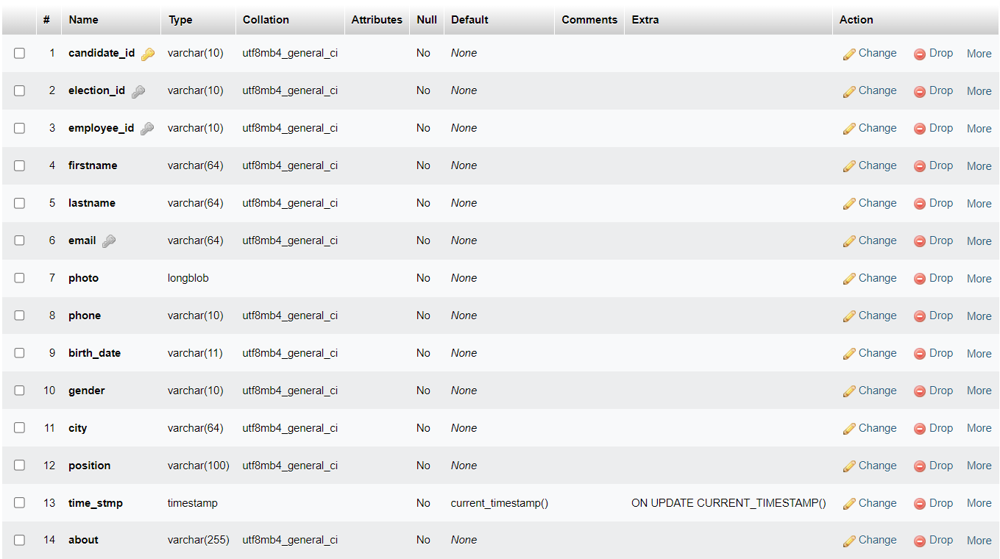 # Name Type Collation Attributes Null Default Comments Extra Action
1 candidate_id varchar(10) utf8mb4_general_ci No None Change Drop More
2 election_id varchar(10) utf8mb4_general_ci No None Change Drop More
3 employee_id varchar(10) utf8mb4_general_ci No None Change Drop More
4 firstname varchar(64) utf8mb4_general_ci No None Change Drop More
5 lastname varchar(64) utf8mb4_general_ci No None Change Drop More
6 email varchar(64) utf8mb4_general_ci No None Change Drop More
7 photo longblob No None Change Drop More
8 phone varchar(10) utf8mb4_general_ci No None Change Drop More
9 birth_date varchar(11) utf8mb4_general_ci No None Change Drop More
10 gender varchar(10) utf8mb4_general_ci No None Change Drop More
11 city varchar(64) utf8mb4_general_ci No None Change Drop More
12 position varchar(100) utf8mb4_general_ci No None Change Drop More
13 time_stmp timestamp No current_timestamp() ON UPDATE CURRENT_TIMESTAMP() Change Drop More
14 about varchar(255) utf8mb4_general_ci No None Change Drop More